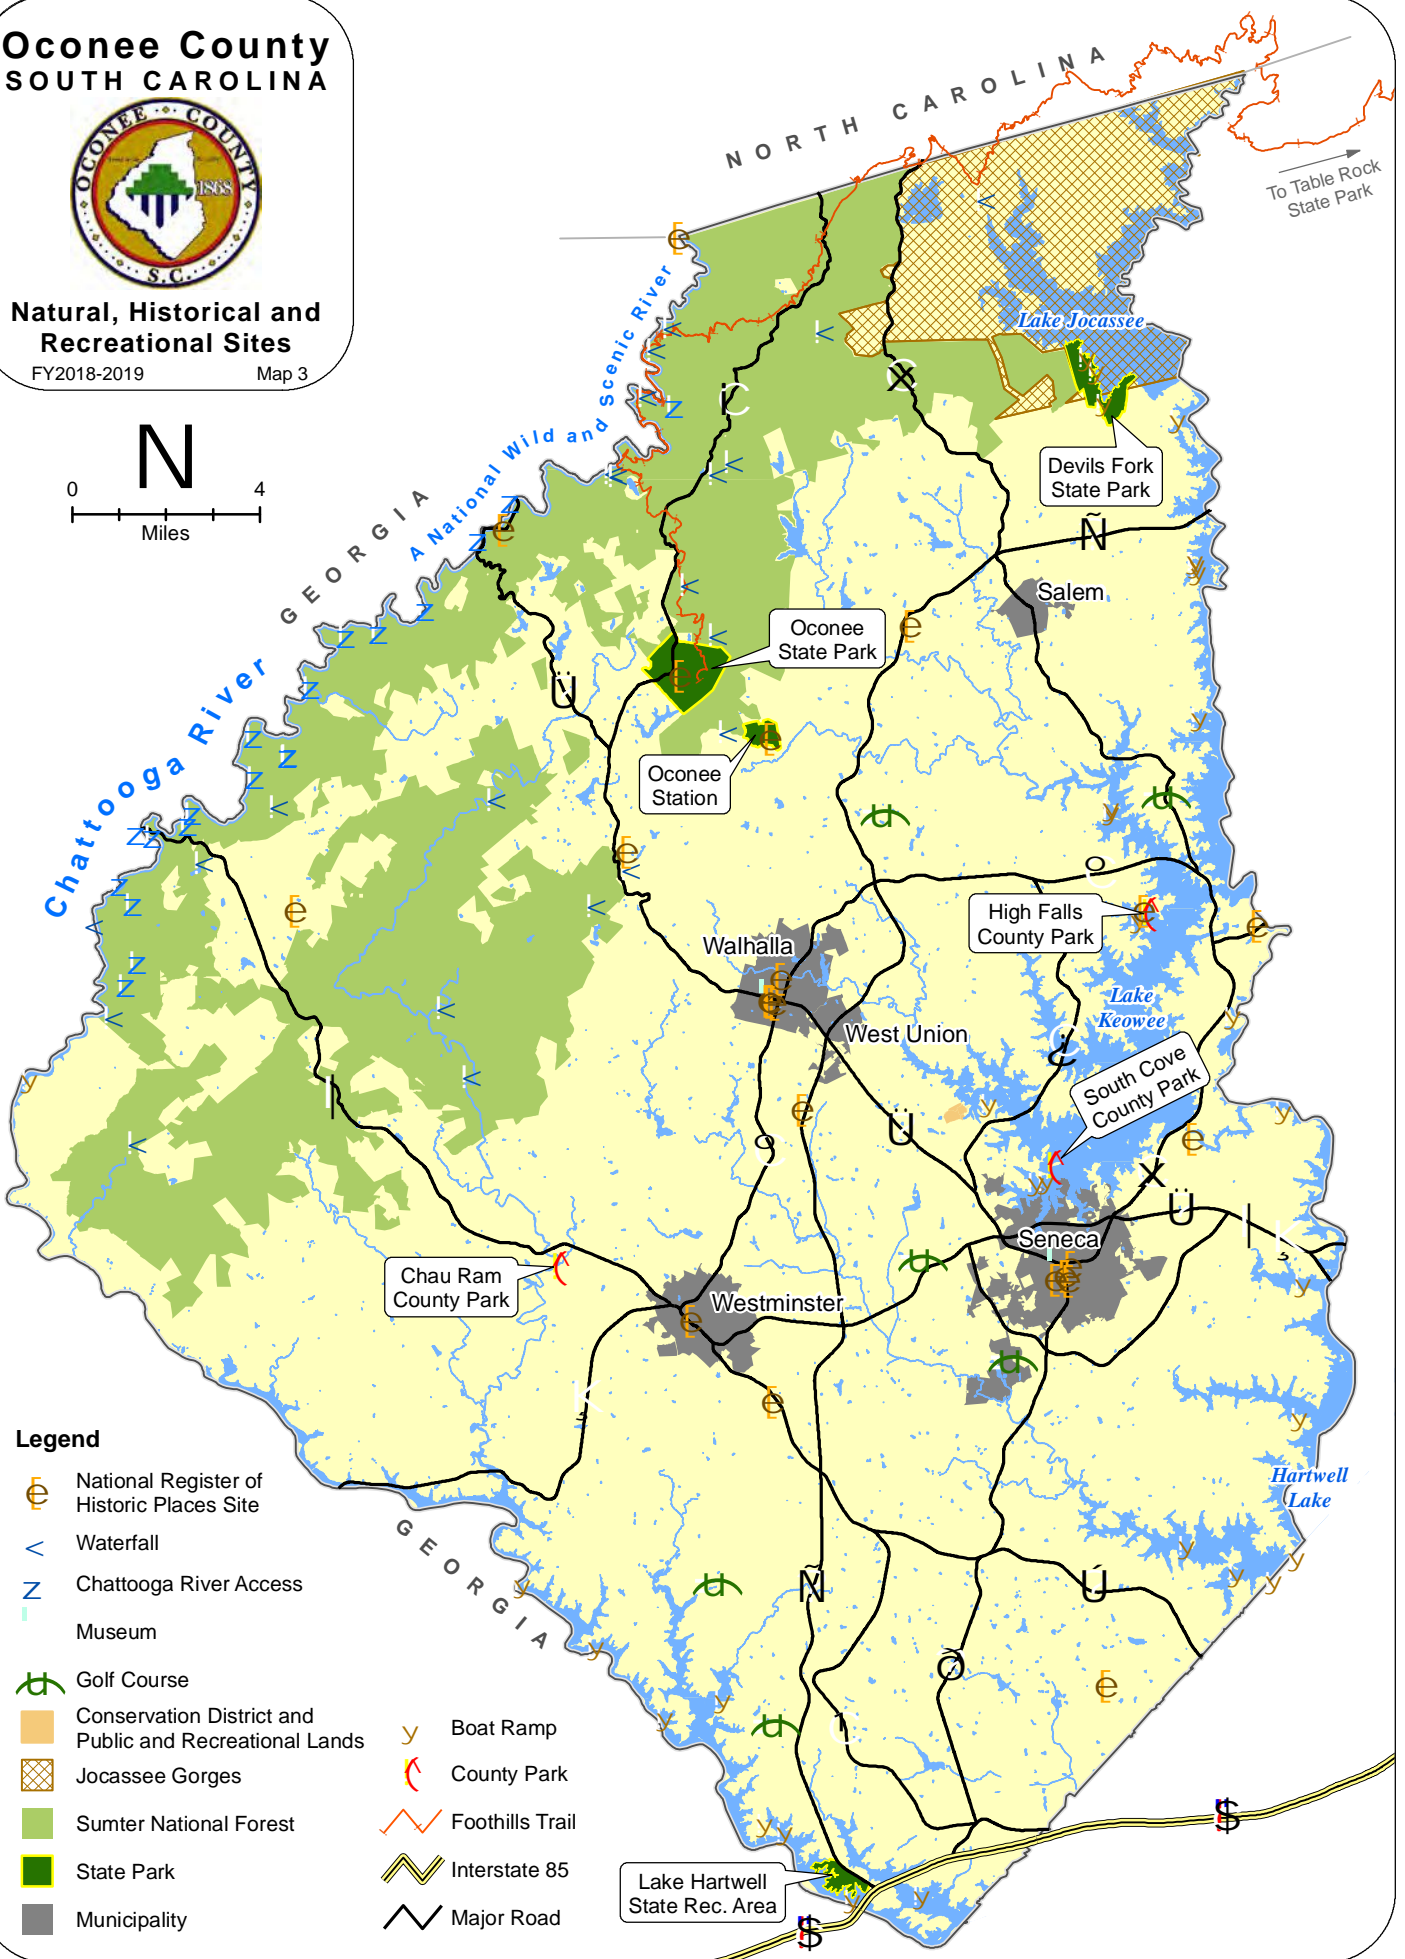 Oconee County
SOUTH CAROLINA
OCONEE COUNTY
1868
S.C.
Natural, Historical and
Recreational Sites
FY2018-2019 Map 3
N
0 4
Miles
NORTH CAROLINA
To Table Rock
State Park
Lake Jocassee
Devils Fork
State Park
GEORGIA
Chattooga River
A National Wild and Scenic River
Salem
Oconee
State Park
Oconee
Station
High Falls
County Park
Walhalla
West Union
Lake
Keowee
South Cove
County Park
Seneca
Chau Ram
County Park
Westminster
Hartwell
Lake
GEORGIA
Lake Hartwell
State Rec. Area
Legend
National Register of
Historic Places Site
Waterfall
Chattooga River Access
Museum
Golf Course
Conservation District and
Public and Recreational Lands
Jocassee Gorges
Sumter National Forest
State Park
Municipality
Boat Ramp
County Park
Foothills Trail
Interstate 85
Major Road